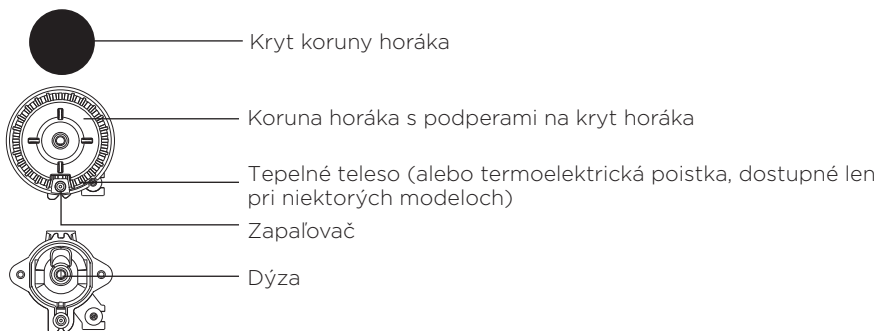 Kryt koruny horáka
Koruna horáka s podperami na kryt horáka
Tepelné teleso (alebo termoelektrická poistka, dostupné len
pri niektorých modeloch)
Zapaľovač
Dýza